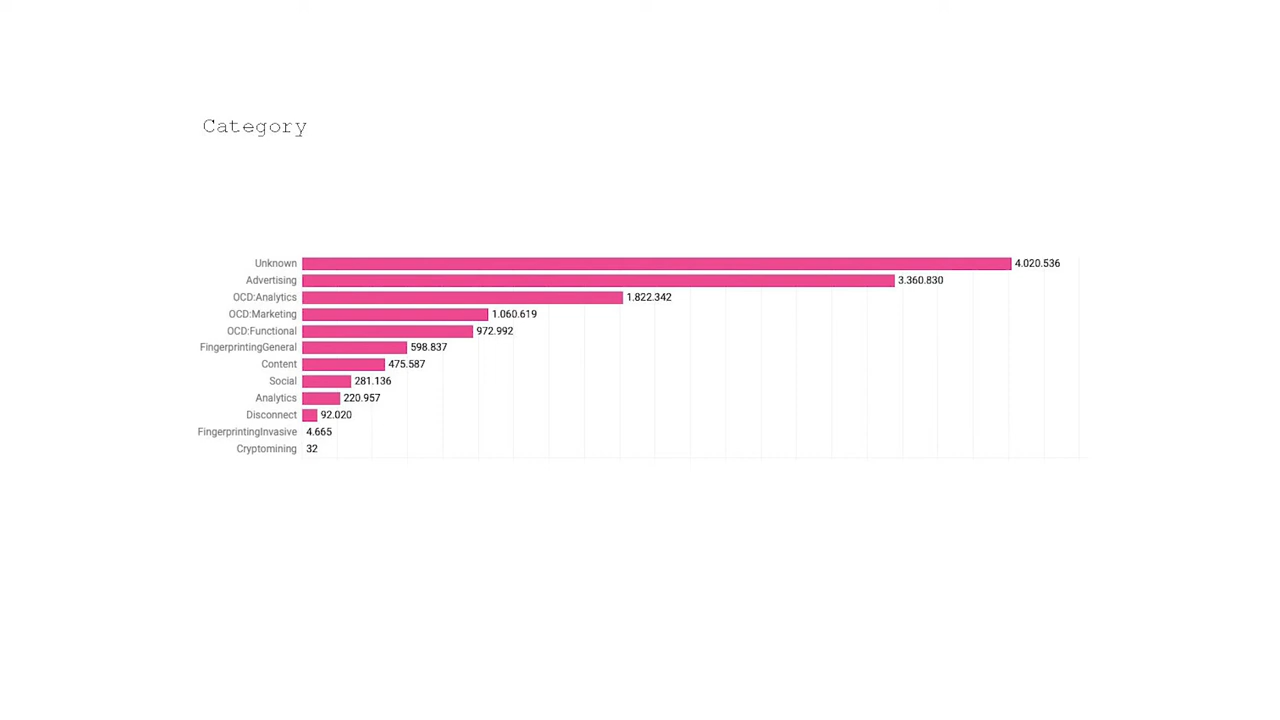 Category
Unknown 4.020.536
Advertising 3.360.830
OCD:Analytics 1.822.342
OCD:Marketing 1.060.619
OCD:Functional 972.992
FingerprintingGeneral 598.837
Content 475.587
Social 281.136
Analytics 220.957
Disconnect 92.020
FingerprintingInvasive 4.665
Cryptomining 32